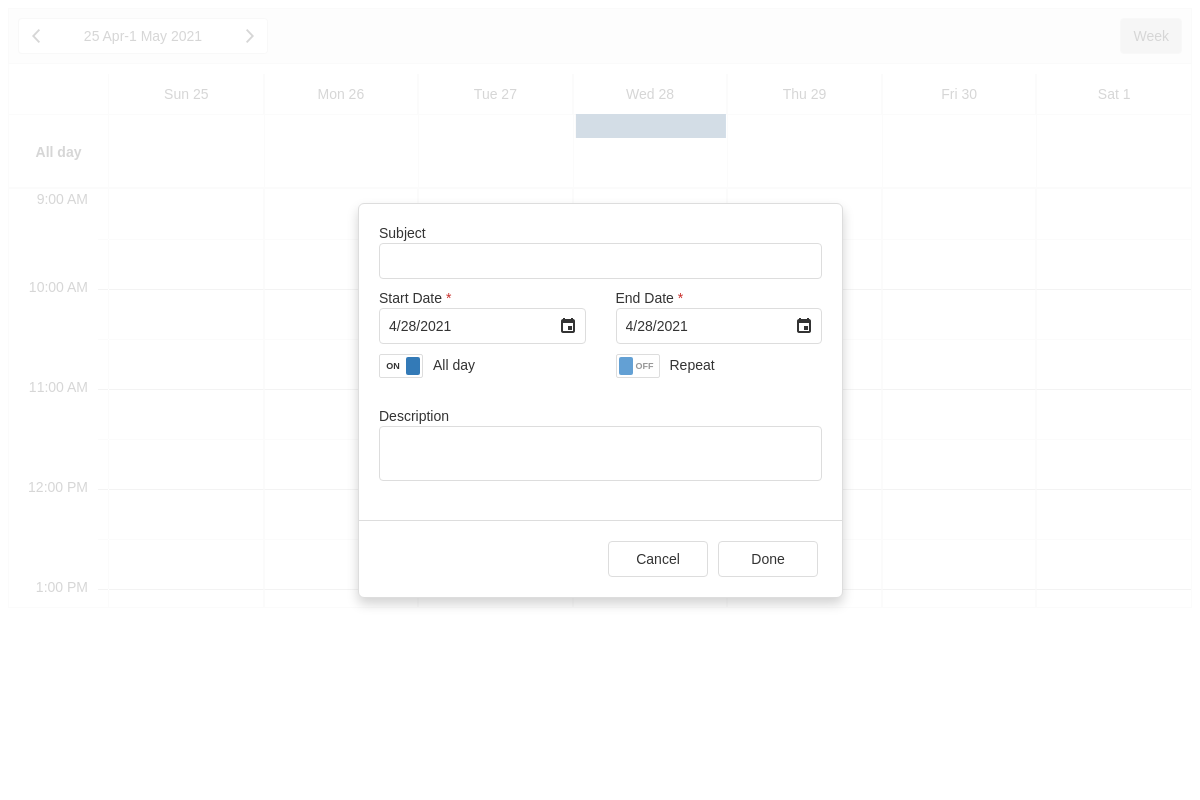 25 Apr-1 May 2021
Week
Sun 25 Mon 26 Tue 27 Wed 28 Thu 29 Fri 30 Sat 1
All day
9:00 AM
Subject
10:00 AM
Start Date * End Date *
4/28/2021 4/28/2021
ON All day OFF Repeat
11:00 AM
Description
12:00 PM
Cancel Done
1:00 PM